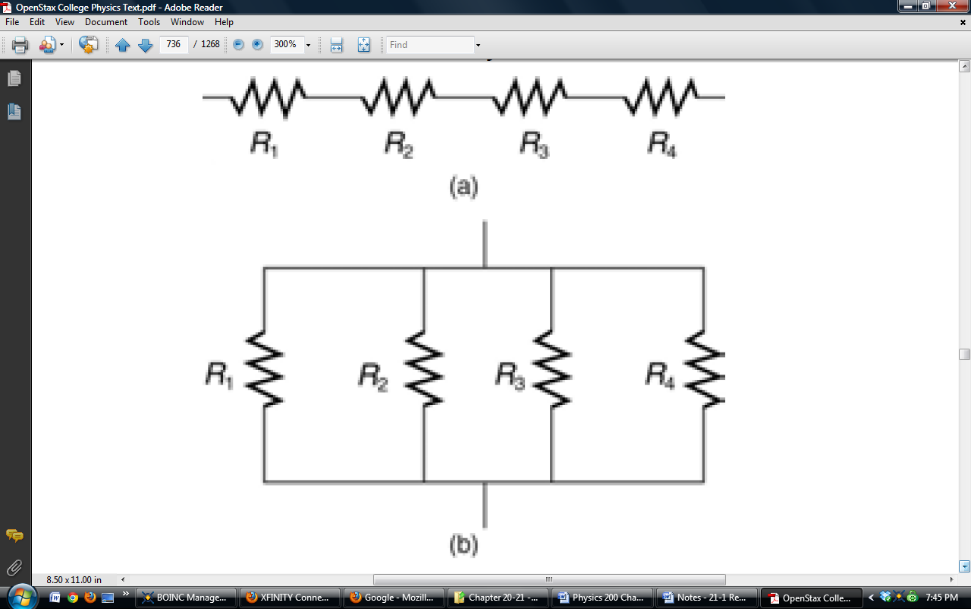 OpenStax College Physics Text.pdf - Adobe Reader
File Edit View Document Tools Window Help
736 / 1268 300% Find
R1 R2 R3 R4
(a)
R1 R2 R3 R4
(b)
8.50 x 11.00 in
BOINC Manage... XFINITY Conne... Google - Mozill... Chapter 20-21 -... Physics 200 Cha... Notes - 21-1 Re... OpenStax Colle... 7:45 PM